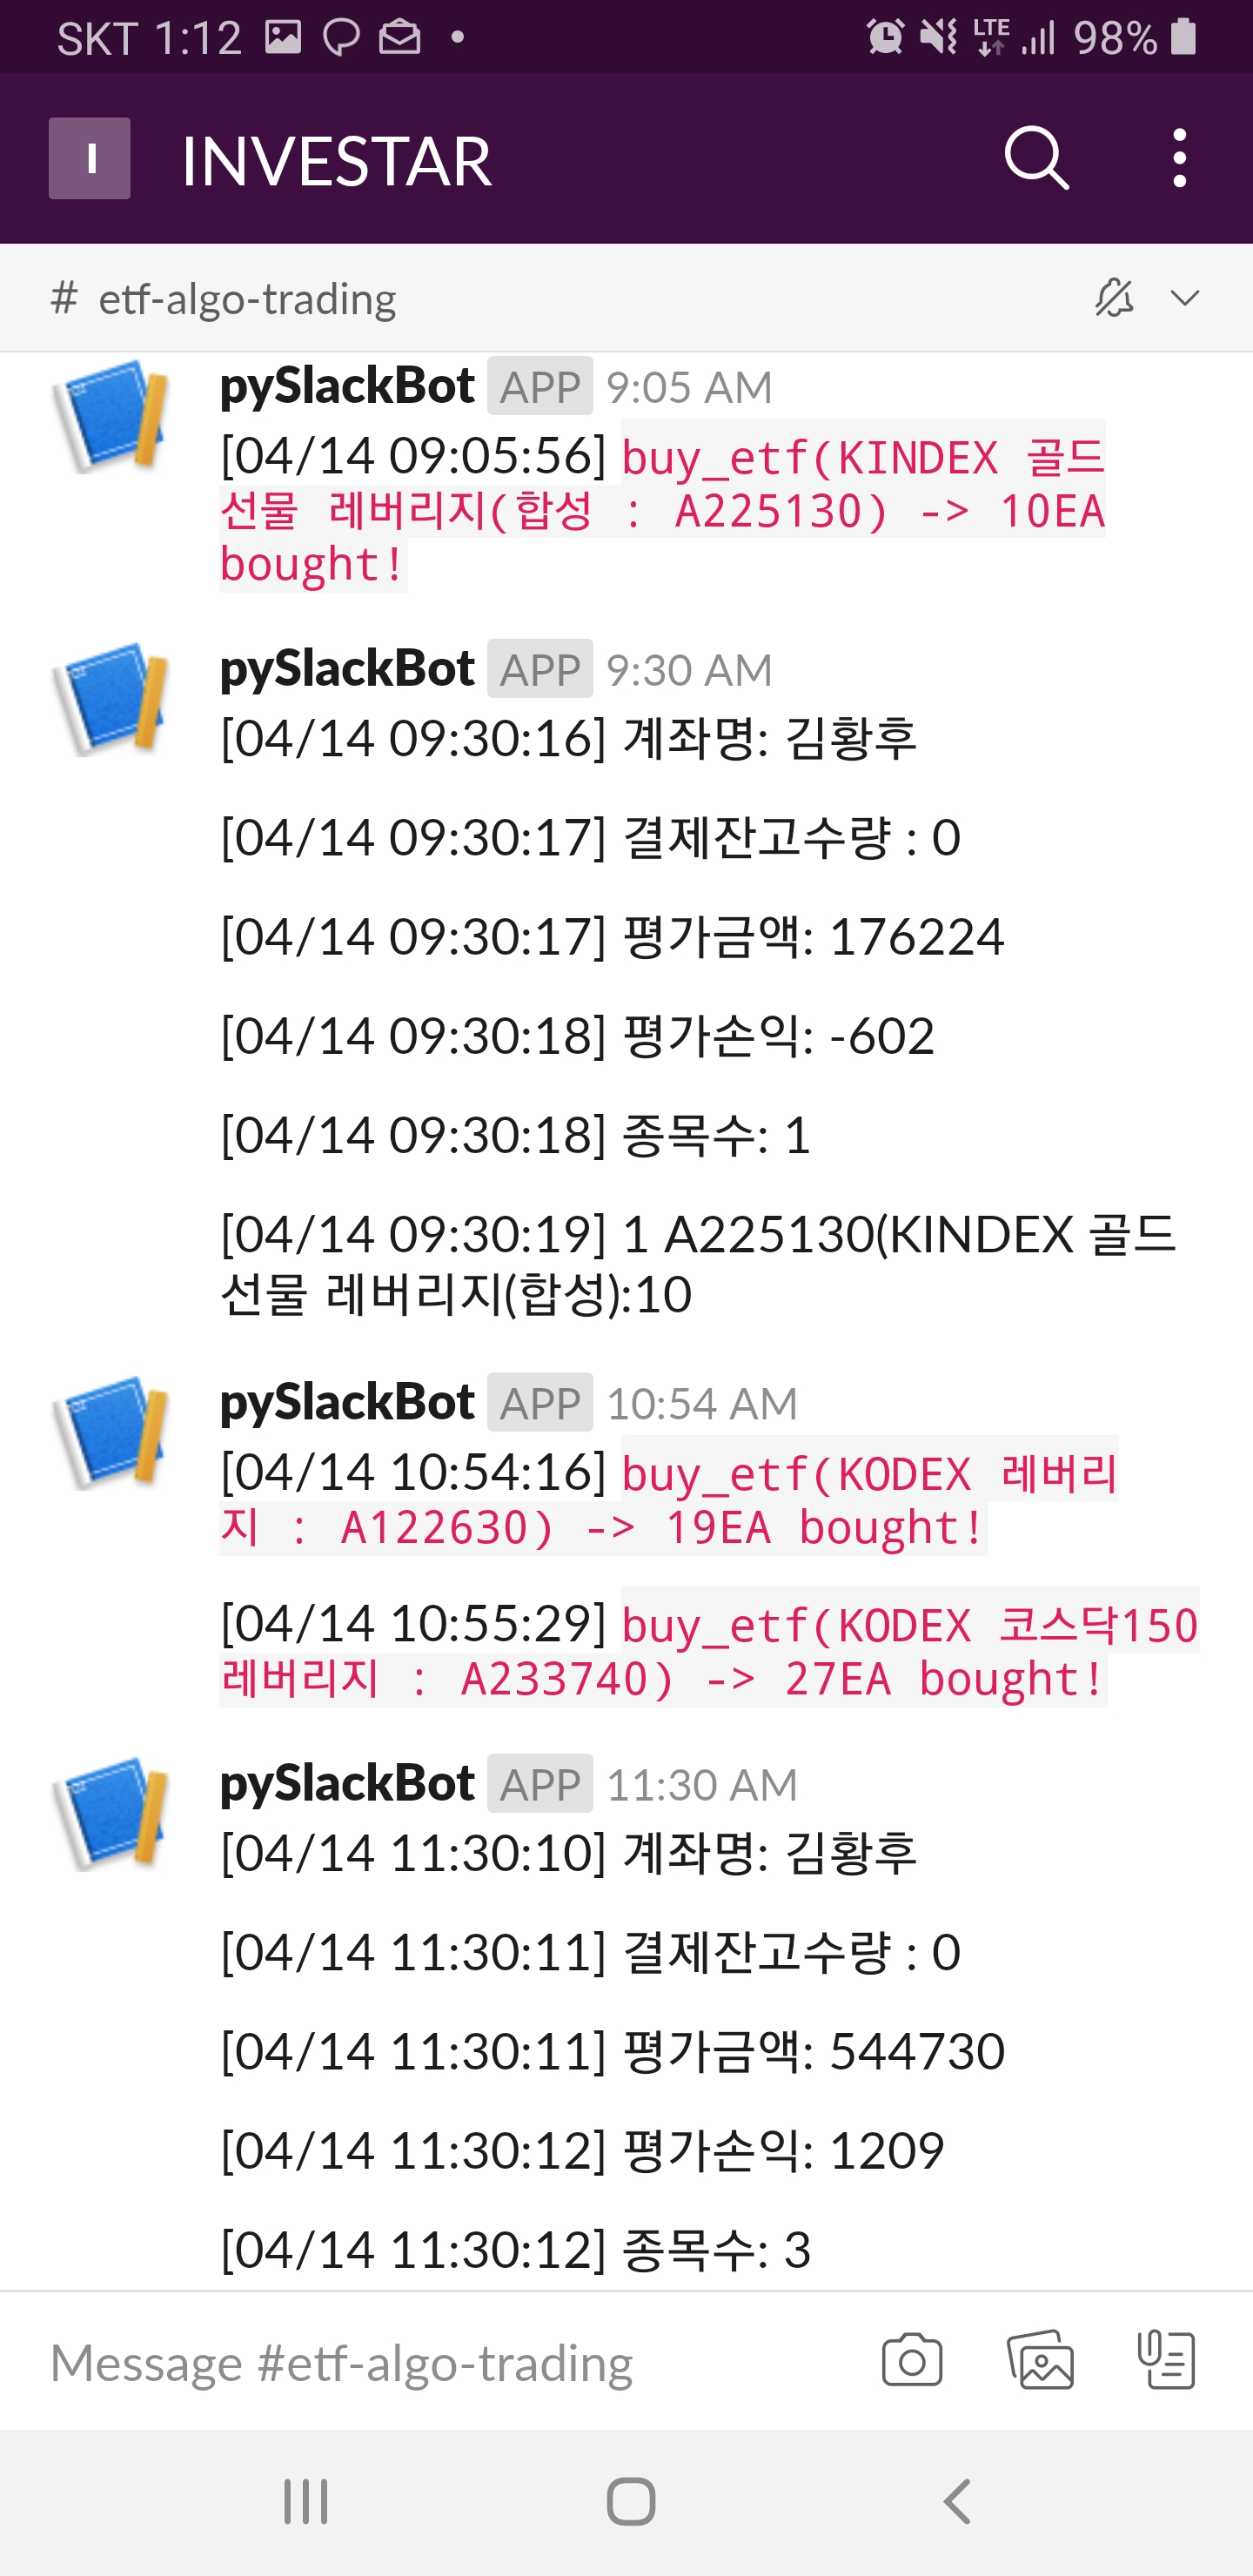 SKT 1:12
LTE 98%
I INVESTAR
# etf-algo-trading
pySlackBot APP 9:05 AM
[04/14 09:05:56] buy_etf(KINDEX 골드
선물 레버리지(합성 : A225130) -> 10EA
bought!
pySlackBot APP 9:30 AM
[04/14 09:30:16] 계좌명: 김황후
[04/14 09:30:17] 결제잔고수량 : 0
[04/14 09:30:17] 평가금액: 176224
[04/14 09:30:18] 평가손익: -602
[04/14 09:30:18] 종목수: 1
[04/14 09:30:19] 1 A225130(KINDEX 골드
선물 레버리지(합성):10
pySlackBot APP 10:54 AM
[04/14 10:54:16] buy_etf(KODEX 레버리
지 : A122630) -> 19EA bought!
[04/14 10:55:29] buy_etf(KODEX 코스닥150
레버리지 : A233740) -> 27EA bought!
pySlackBot APP 11:30 AM
[04/14 11:30:10] 계좌명: 김황후
[04/14 11:30:11] 결제잔고수량 : 0
[04/14 11:30:11] 평가금액: 544730
[04/14 11:30:12] 평가손익: 1209
[04/14 11:30:12] 종목수: 3
Message #etf-algo-trading